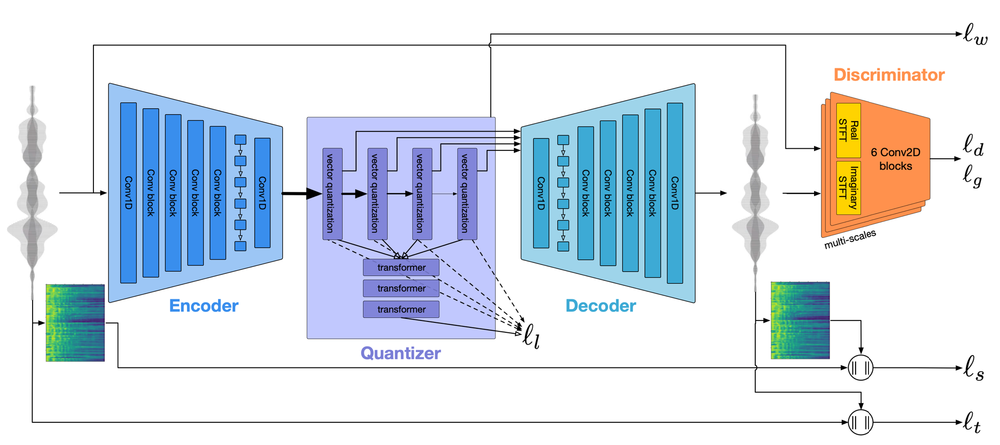 ℓw
Discriminator
Real
STFT
Imaginary
STFT
6 Conv2D
blocks
multi-scales
ℓd
ℓg
Conv1D
Conv block
Conv block
Conv block
Conv block
Conv1D
Encoder
vector quantization
vector quantization
vector quantization
vector quantization
transformer
transformer
transformer
Quantizer
ℓl
Conv1D
Conv block
Conv block
Conv block
Conv block
Conv1D
Decoder
|| ||
ℓs
|| ||
ℓt